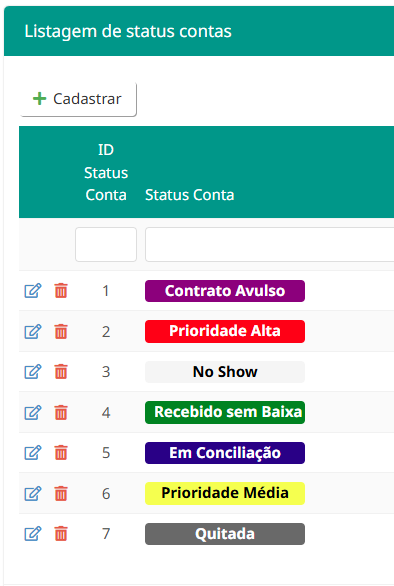 Listagem de status contas
+ Cadastrar
ID
Status
Conta
Status Conta
1 Contrato Avulso
2 Prioridade Alta
3 No Show
4 Recebido sem Baixa
5 Em Conciliação
6 Prioridade Média
7 Quitada